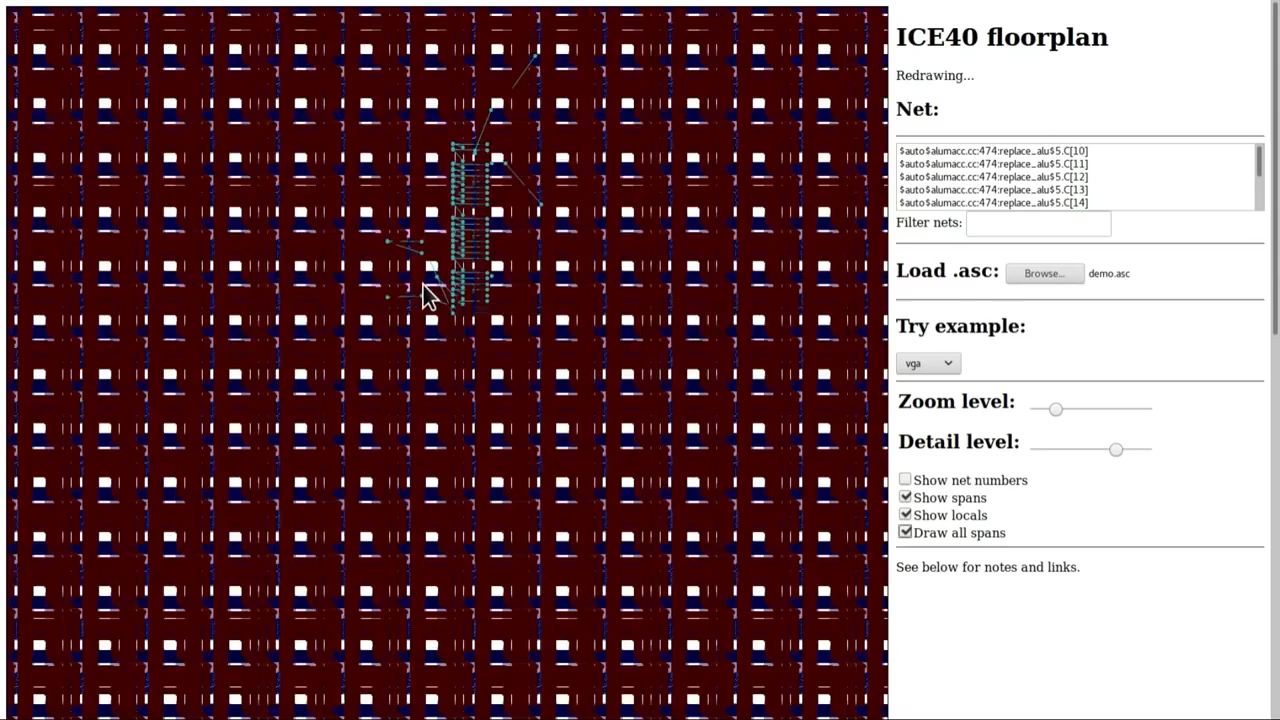 ICE40 floorplan
Redrawing...
Net:
$auto$alumacc.cc:474:replace_alu$5.C[10]
$auto$alumacc.cc:474:replace_alu$5.C[11]
$auto$alumacc.cc:474:replace_alu$5.C[12]
$auto$alumacc.cc:474:replace_alu$5.C[13]
$auto$alumacc.cc:474:replace_alu$5.C[14]
Filter nets:
Load .asc: Browse... demo.asc
Try example:
vga
Zoom level:
Detail level:
Show net numbers
Show spans
Show locals
Draw all spans
See below for notes and links.